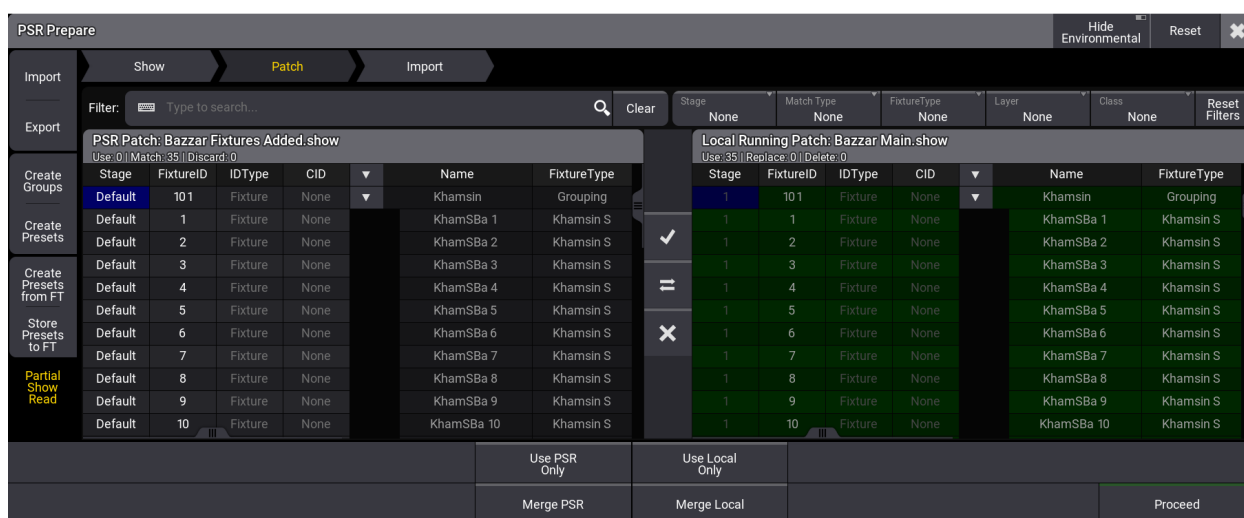 PSR Prepare
Hide Environmental
Reset
Import
Export
Create Groups
Create Presets
Create Presets from FT
Store Presets to FT
Partial Show Read
Show Patch Import
Filter: Type to search... Clear Stage None Match Type None FixtureType None Layer None Class None Reset Filters
PSR Patch: Bazzar Fixtures Added.show
Use: 0 | Match: 35 | Discard: 0
Stage FixtureID IDType CID Name FixtureType
Default 101 Fixture None Khamsin Grouping
Default 1 Fixture None KhamSBa 1 Khamsin S
Default 2 Fixture None KhamSBa 2 Khamsin S
Default 3 Fixture None KhamSBa 3 Khamsin S
Default 4 Fixture None KhamSBa 4 Khamsin S
Default 5 Fixture None KhamSBa 5 Khamsin S
Default 6 Fixture None KhamSBa 6 Khamsin S
Default 7 Fixture None KhamSBa 7 Khamsin S
Default 8 Fixture None KhamSBa 8 Khamsin S
Default 9 Fixture None KhamSBa 9 Khamsin S
Default 10 Fixture None KhamSBa 10 Khamsin S
Local Running Patch: Bazzar Main.show
Use: 35 | Replace: 0 | Delete: 0
Stage FixtureID IDType CID Name FixtureType
1 101 Fixture None Khamsin Grouping
1 1 Fixture None KhamSBa 1 Khamsin S
1 2 Fixture None KhamSBa 2 Khamsin S
1 3 Fixture None KhamSBa 3 Khamsin S
1 4 Fixture None KhamSBa 4 Khamsin S
1 5 Fixture None KhamSBa 5 Khamsin S
1 6 Fixture None KhamSBa 6 Khamsin S
1 7 Fixture None KhamSBa 7 Khamsin S
1 8 Fixture None KhamSBa 8 Khamsin S
1 9 Fixture None KhamSBa 9 Khamsin S
1 10 Fixture None KhamSBa 10 Khamsin S
Use PSR Only
Use Local Only
Merge PSR
Merge Local
Proceed